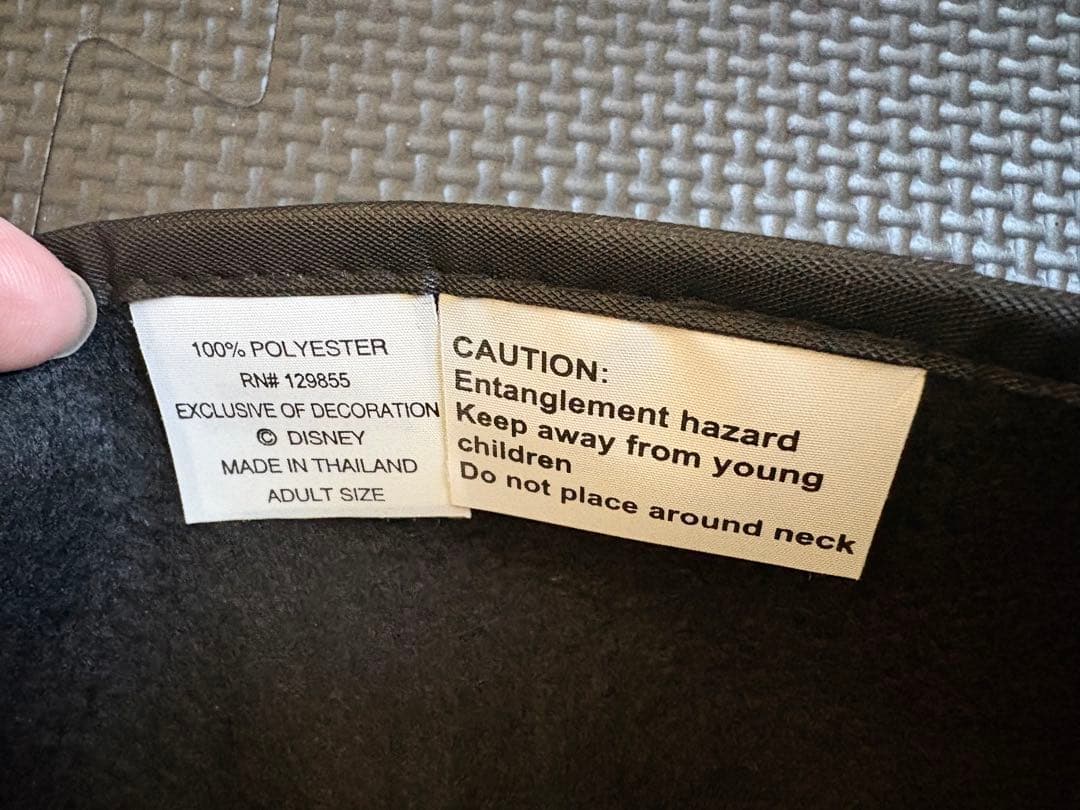 100% POLYESTER
RN# 129855
EXCLUSIVE OF DECORATION
© DISNEY
MADE IN THAILAND
ADULT SIZE
CAUTION:
Entanglement hazard
Keep away from young
children
Do not place around neck